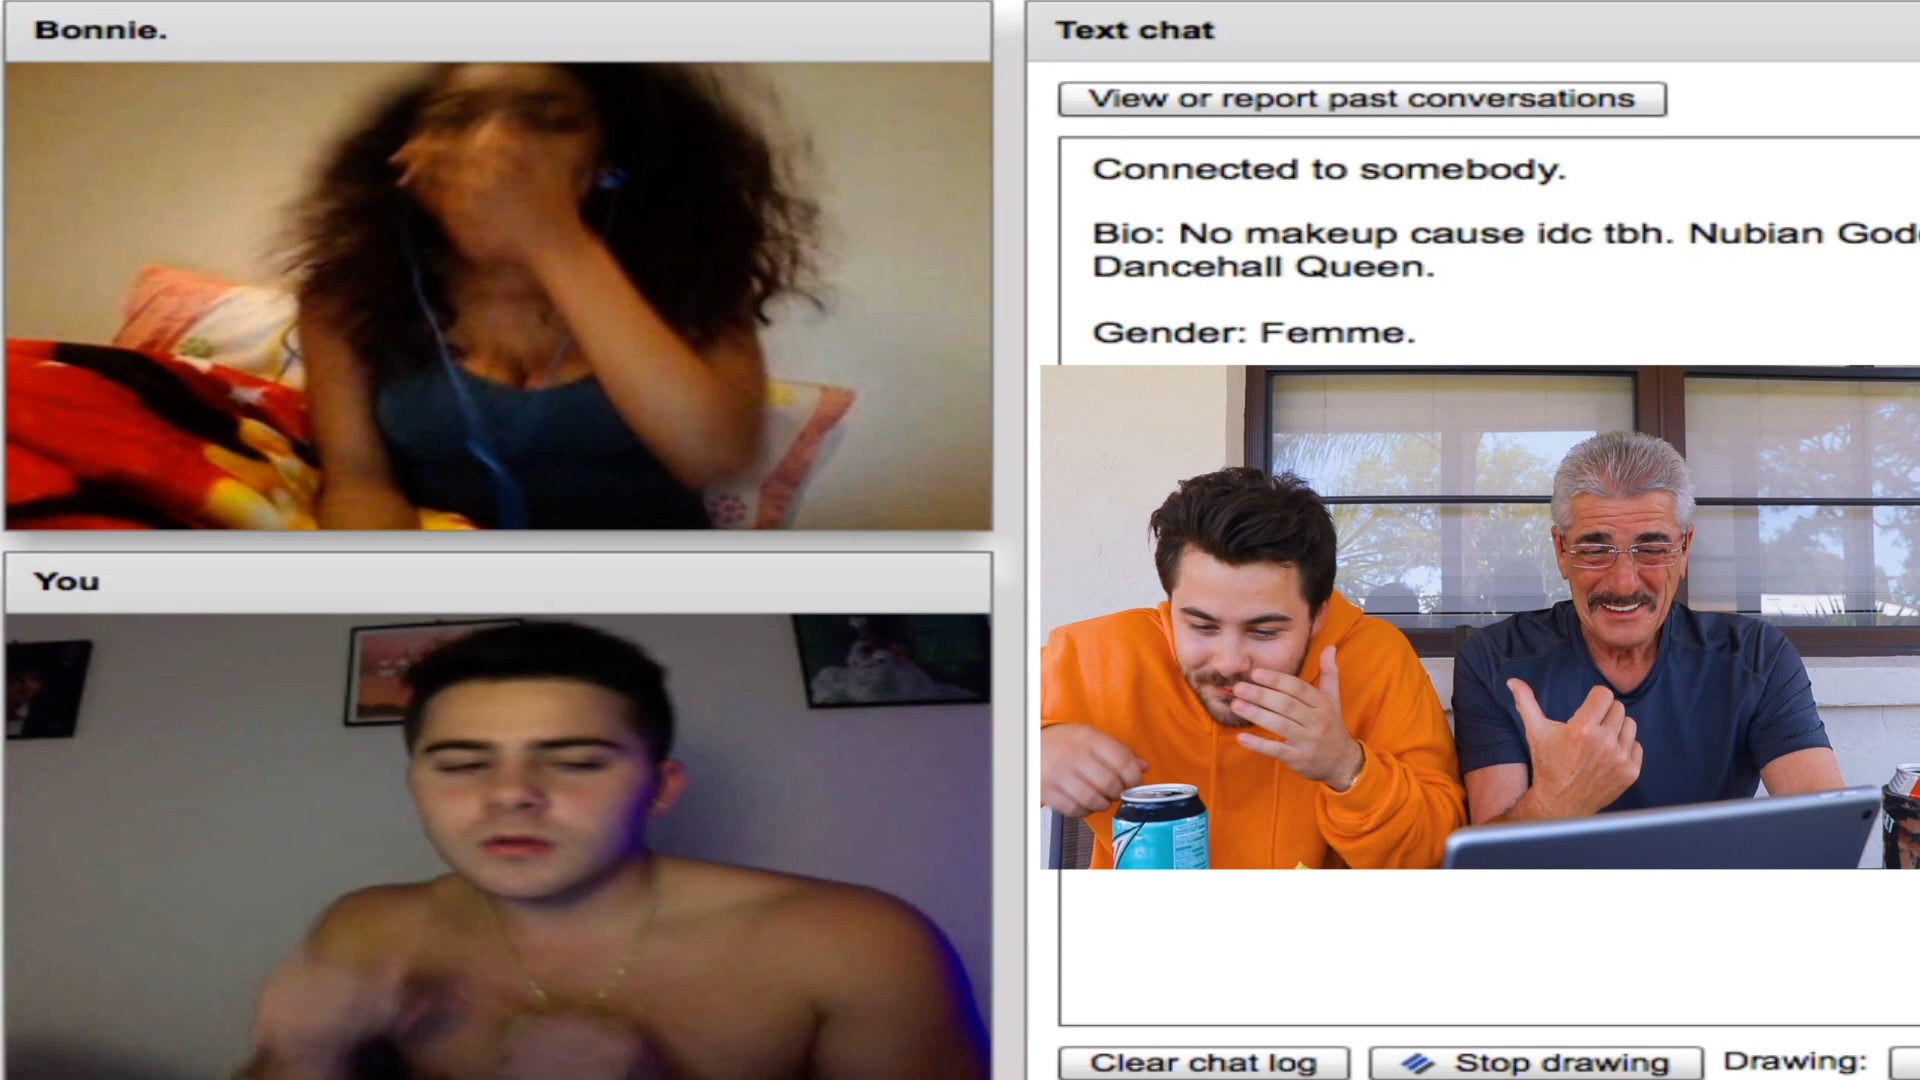 Bonnie.
Text chat
View or report past conversations
Connected to somebody.
Bio: No makeup cause idc tbh. Nubian
Dancehall Queen.
Gender: Femme.
You
Clear chat log
Stop drawing
Drawing: